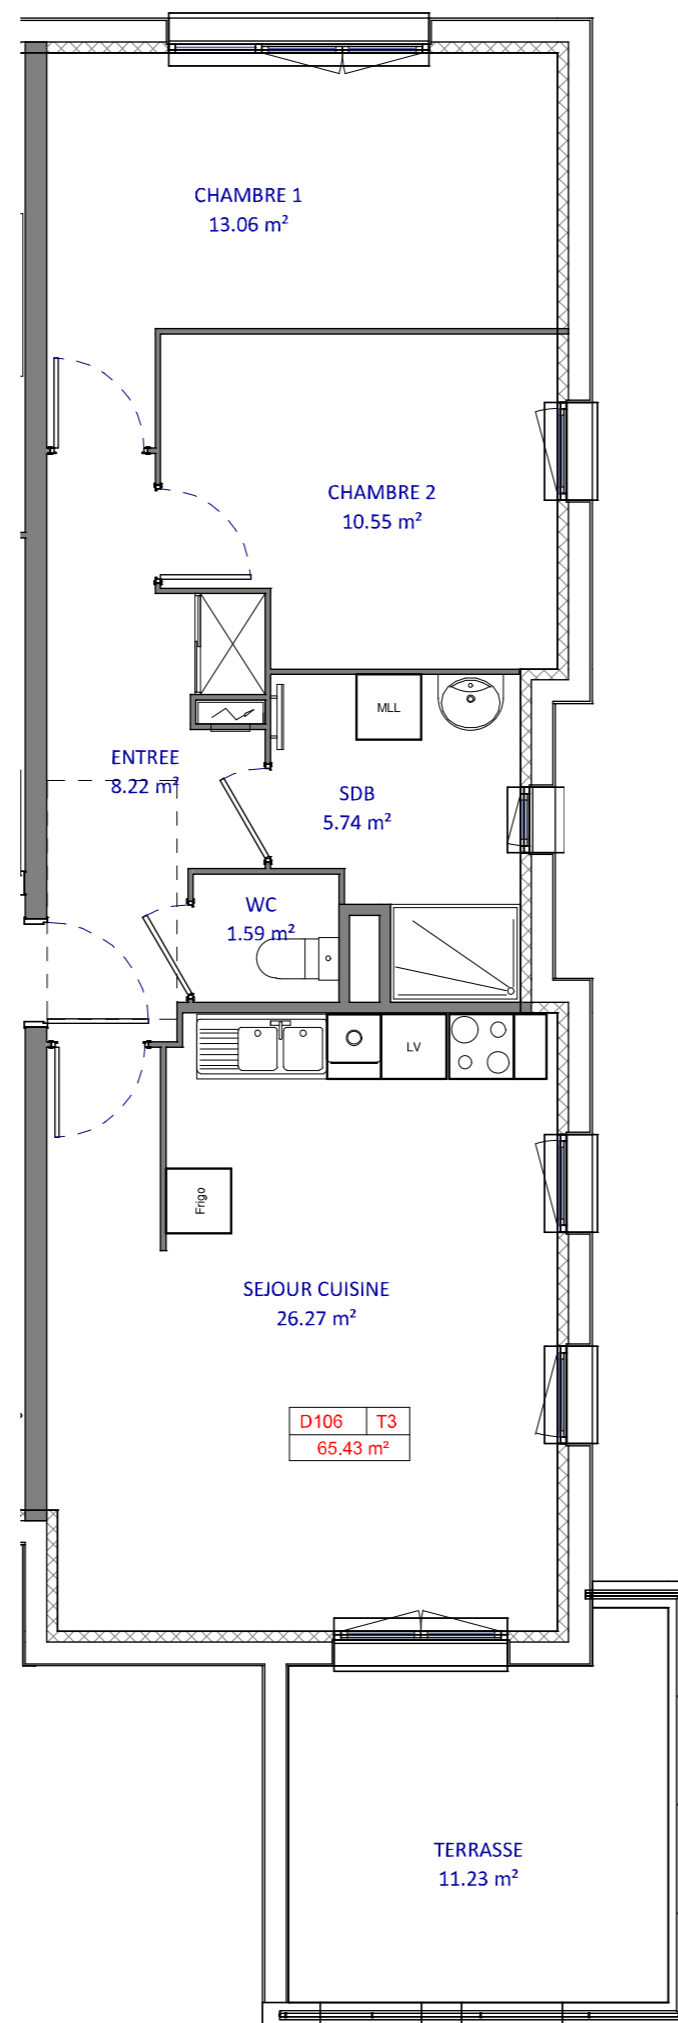 CHAMBRE 1
13.06 m²
CHAMBRE 2
10.55 m²
MLL
ENTREE
8.22 m²
SDB
5.74 m²
WC
1.59 m²
LV
Frigo
SEJOUR CUISINE
26.27 m²
D106 T3
65.43 m²
TERRASSE
11.23 m²